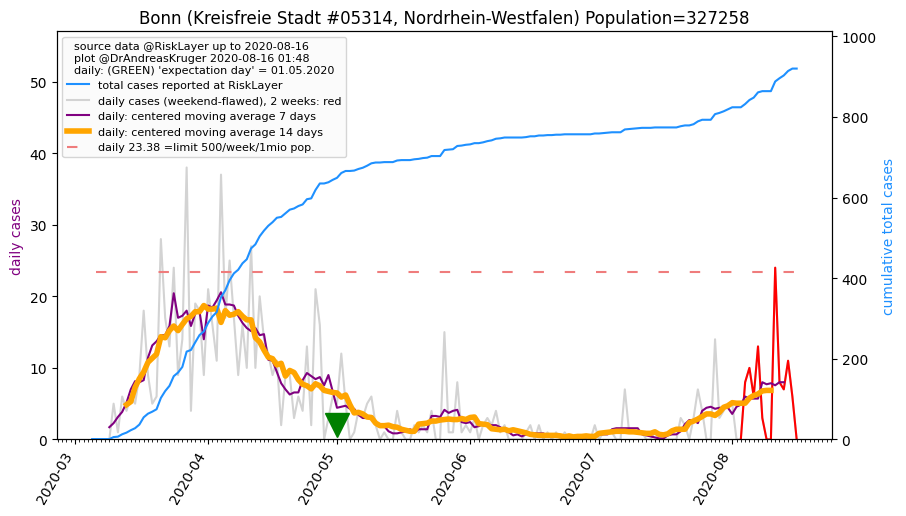 Bonn (Kreisfreie Stadt #05314, Nordrhein-Westfalen) Population=327258
source data @RiskLayer up to 2020-08-16
plot @DrAndreasKruger 2020-08-16 01:48
daily: (GREEN) 'expectation day' = 01.05.2020
total cases reported at RiskLayer
daily cases (weekend-flawed), 2 weeks: red
daily: centered moving average 7 days
daily: centered moving average 14 days
daily 23.38 =limit 500/week/1mio pop.
daily cases
50
40
30
20
10
0
cumulative total cases
1000
800
600
400
200
0
2020-03
2020-04
2020-05
2020-06
2020-07
2020-08